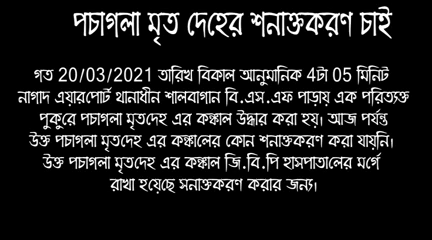 পচাগলা মৃত দেহের শনাক্তকরণ চাই
গত 20/03/2021 তারিখ বিকাল আনুমানিক 4টা 05 মিনিট
নাগাদ এয়ারপোর্ট থানাধীন শালবাগান বি.এস.এফ পাড়ায় এক পরিত্যক্ত
পুকুরে পচাগলা মৃতদেহ এর কঙ্কাল উদ্ধার করা হয়। আজ পর্যন্ত
উক্ত পচাগলা মৃতদেহ এর কঙ্কালের কোন শনাক্তকরণ করা যায়নি।
উক্ত পচাগলা মৃতদেহ এর কঙ্কাল জি.বি.পি হাসপাতালের মর্গে
রাখা হয়েছে সনাক্তকরণ করার জন্য।